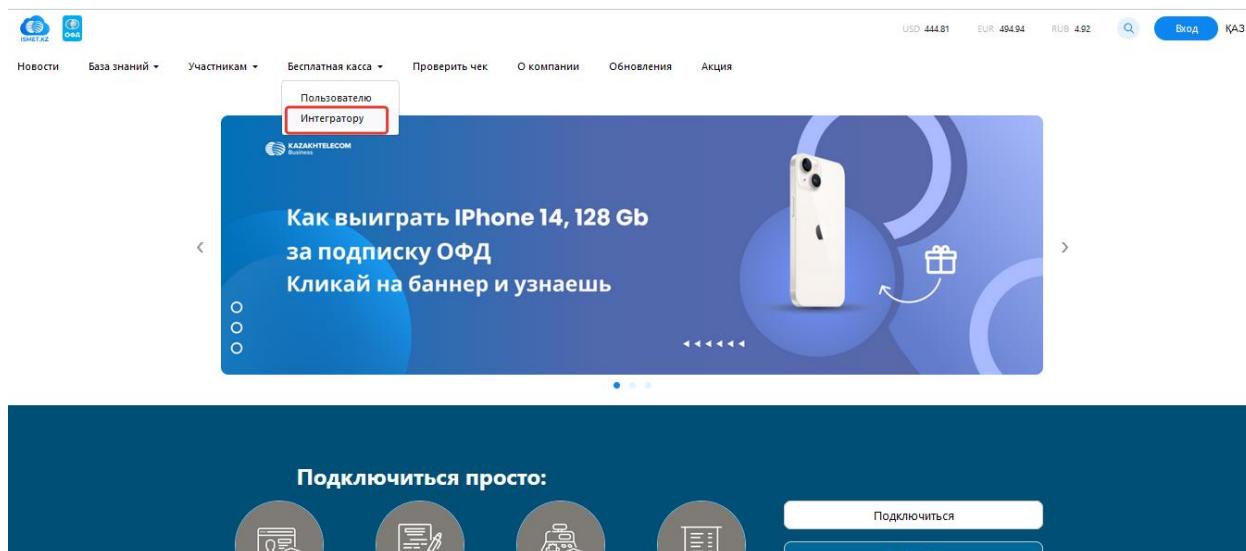 ISMET.KZ
ОФД
USD 444.81 EUR 494.94 RUB 4.92
Вход
ҚАЗ
Новости База знаний Участникам Бесплатная касса Проверить чек О компании Обновления Акция
Пользователю
Интегратору
KAZAKHTELECOM
Business
Как выиграть IPhone 14, 128 Gb
за подписку ОФД
Кликай на баннер и узнаешь
Подключиться просто:
Подключиться